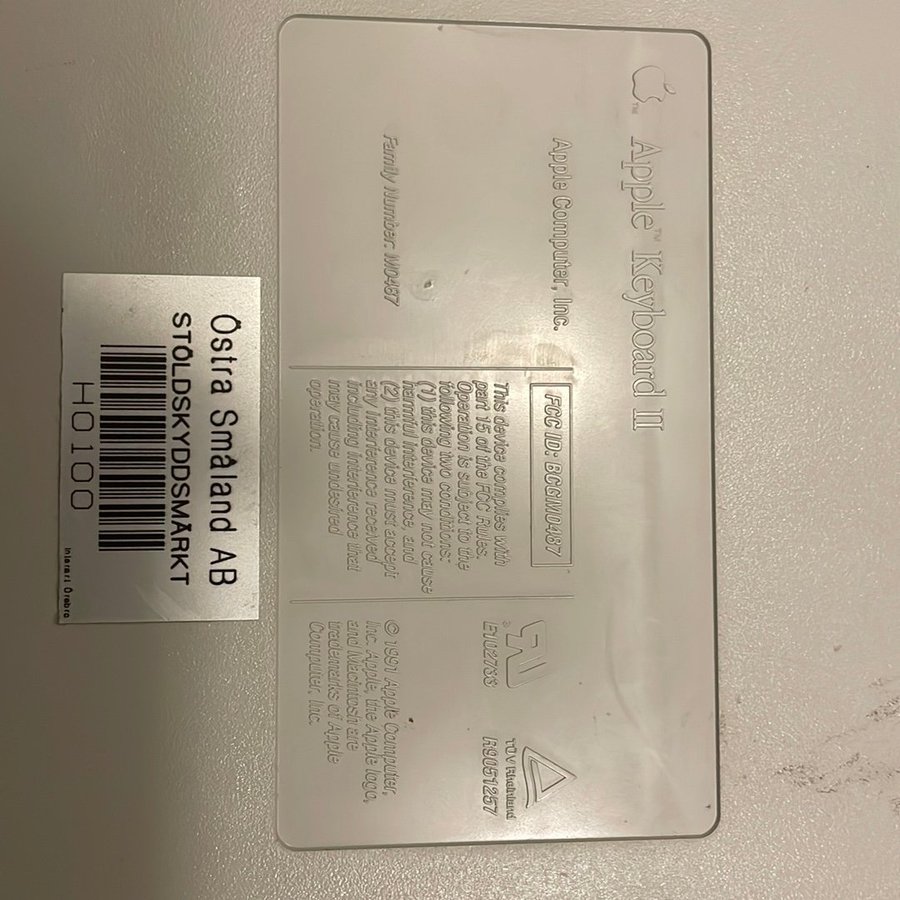 Apple™ Keyboard II
Apple Computer, Inc.
Family Number: M0487
FCC ID: BCGM0487
This device complies with
part 15 of the FCC Rules.
Operation is subject to the
following two conditions:
(1) this device may not cause
harmful interference, and
(2) this device must accept
any interference received
including interference that
may cause undesired
operation.
E102733
TÜV Rheinland
R9051257
© 1991 Apple Computer,
Inc. Apple, the Apple logo,
and Macintosh are
trademarks of Apple
Computer, Inc.
Östra Småland AB
STÖLDSKYDDSMÄRKT
H0100
Interari Örebro